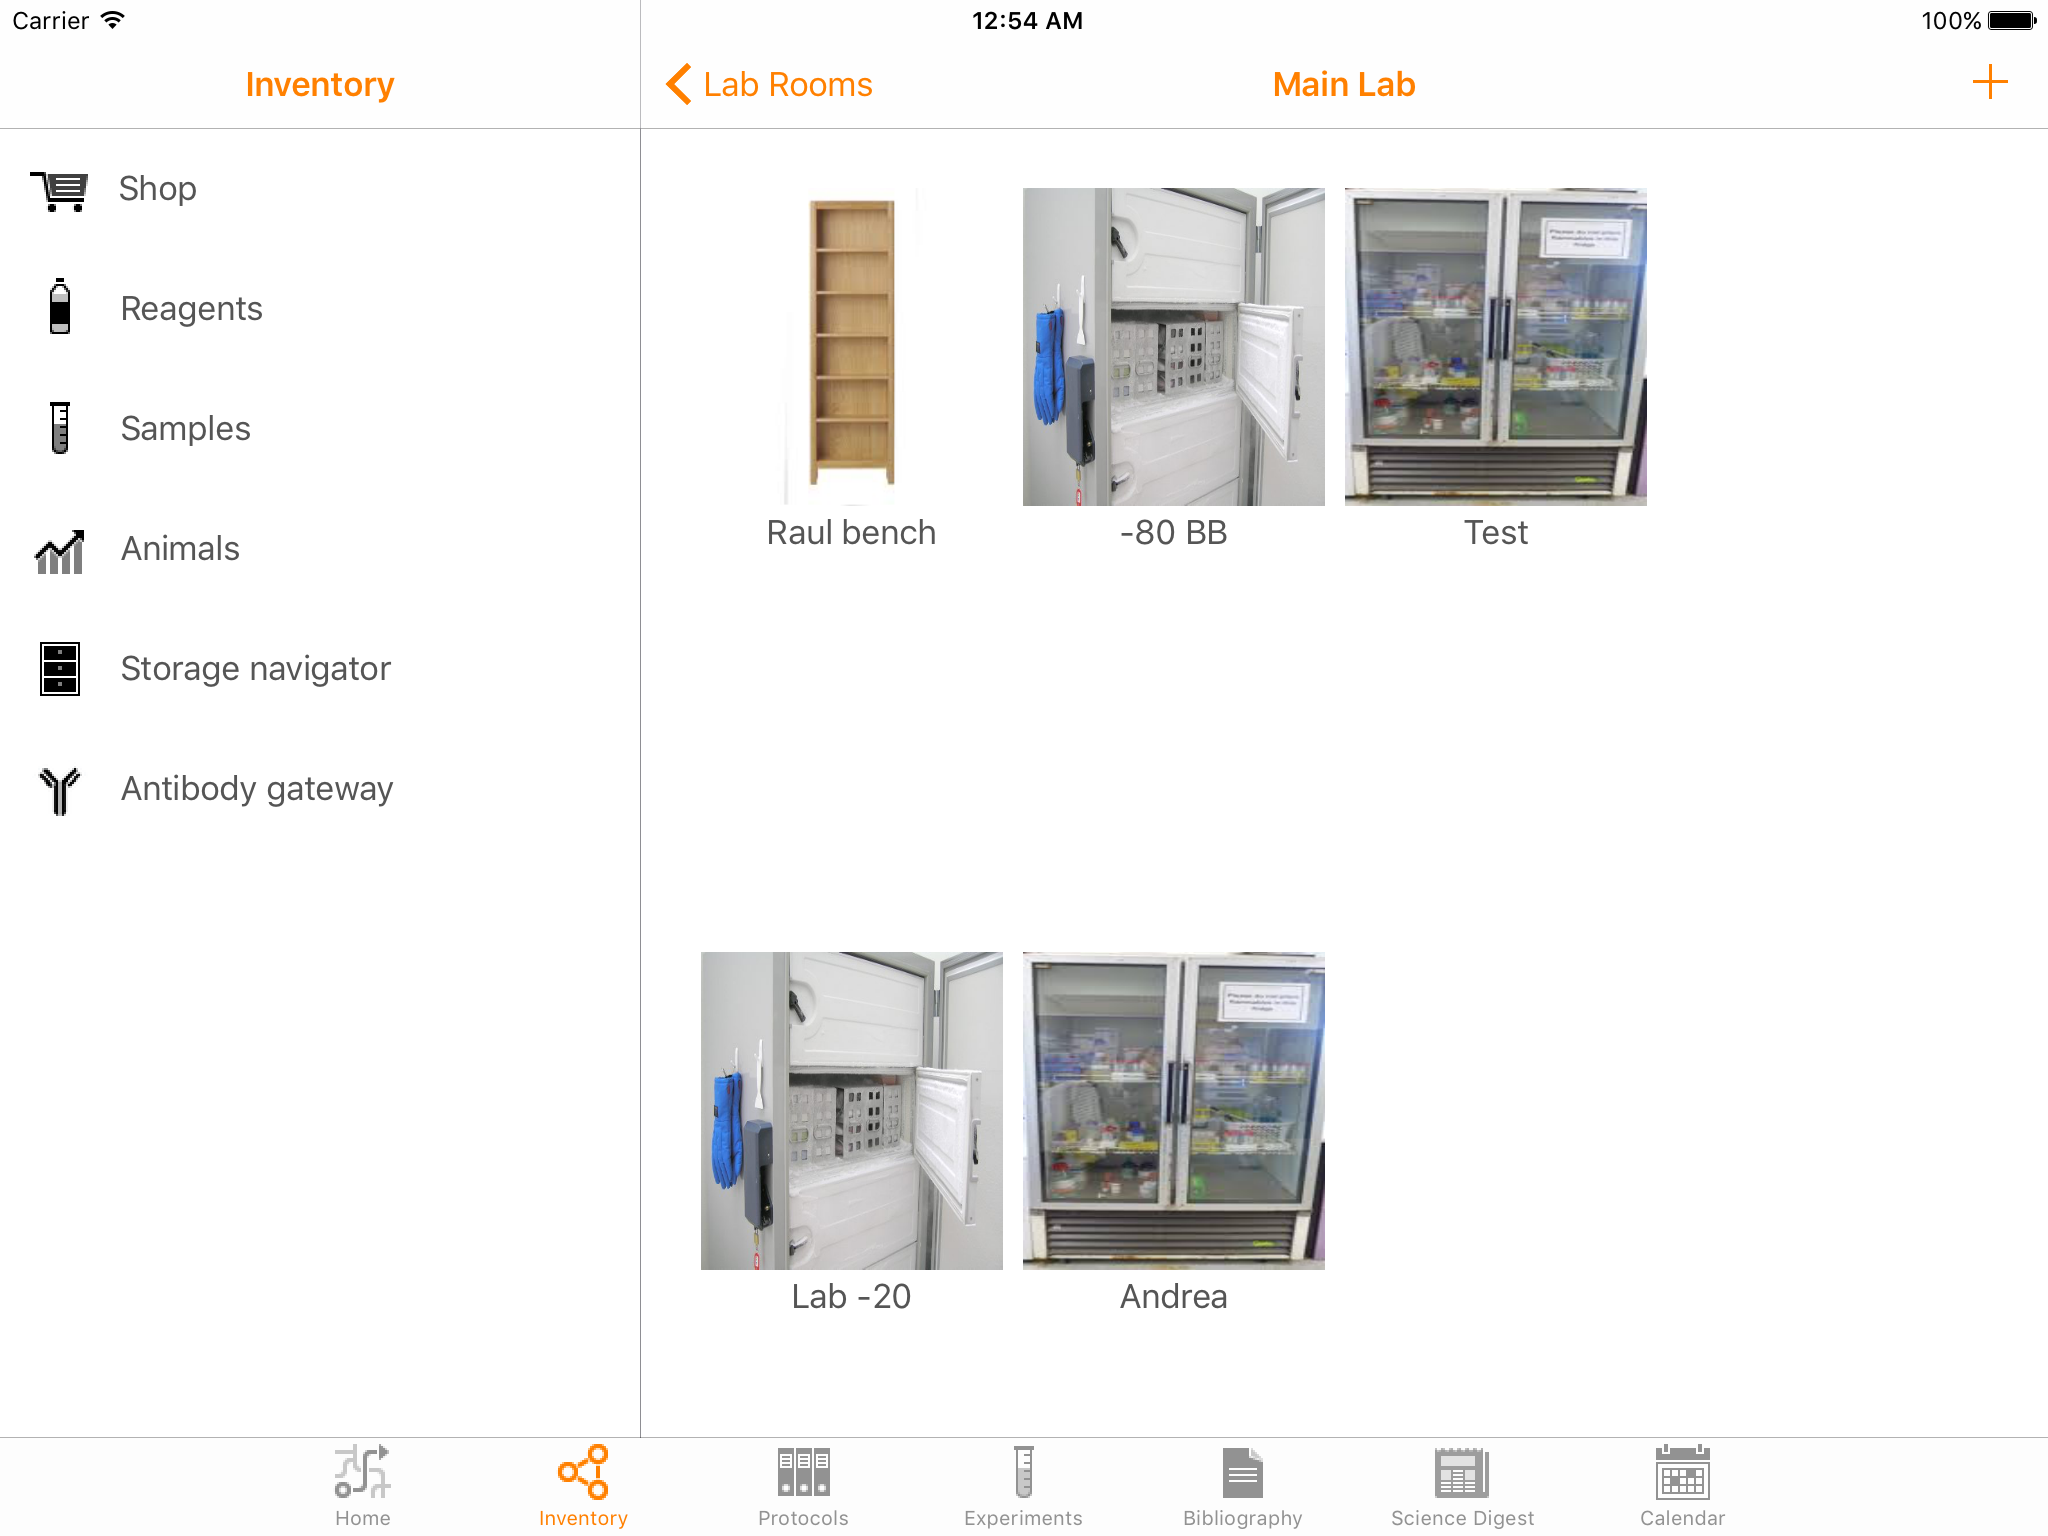 Carrier
12:54 AM
100%
Inventory
Lab Rooms
Main Lab
Shop
Reagents
Samples
Animals
Storage navigator
Antibody gateway
Raul bench
-80 BB
Test
Lab -20
Andrea
Home
Inventory
Protocols
Experiments
Bibliography
Science Digest
Calendar